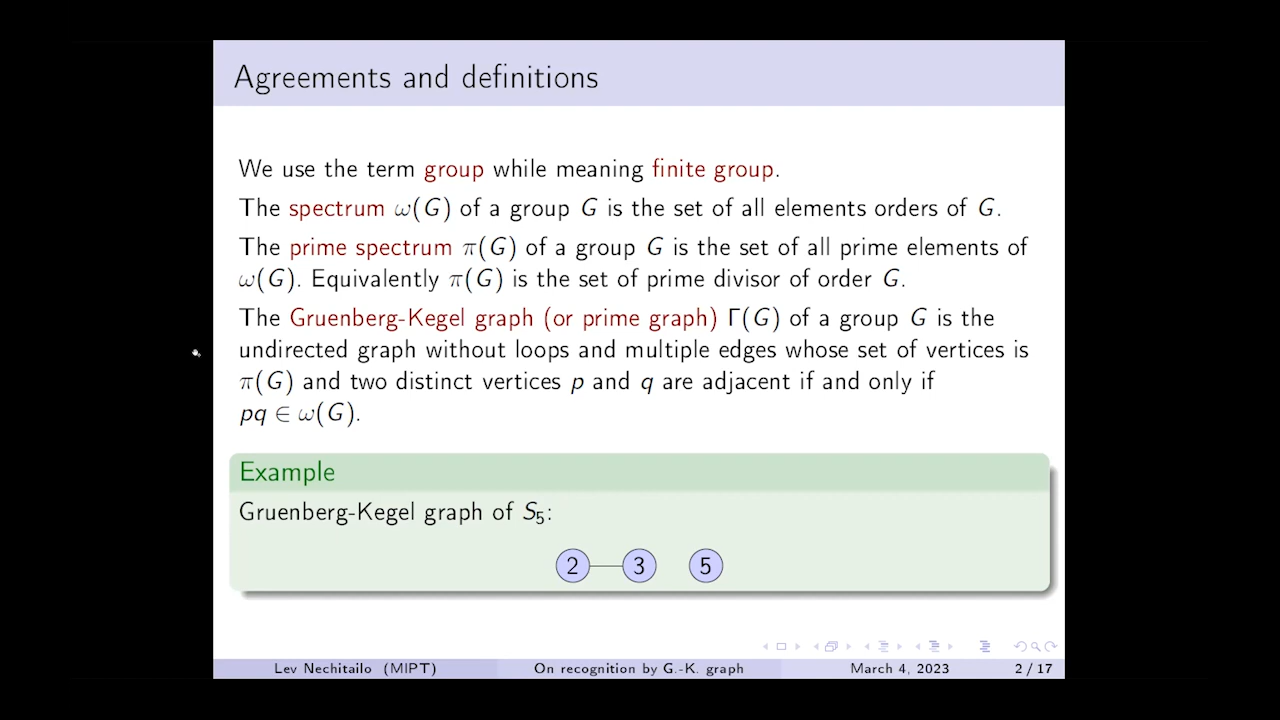 Agreements and definitions
We use the term group while meaning finite group.
The spectrum ω(G) of a group G is the set of all elements orders of G.
The prime spectrum π(G) of a group G is the set of all prime elements of
ω(G). Equivalently π(G) is the set of prime divisor of order G.
The Gruenberg-Kegel graph (or prime graph) Γ(G) of a group G is the
undirected graph without loops and multiple edges whose set of vertices is
π(G) and two distinct vertices p and q are adjacent if and only if
pq ∈ ω(G).
Example
Gruenberg-Kegel graph of S₅:
2 3 5
Lev Nechitailo (MIPT) On recognition by G.-K. graph March 4, 2023 2 / 17